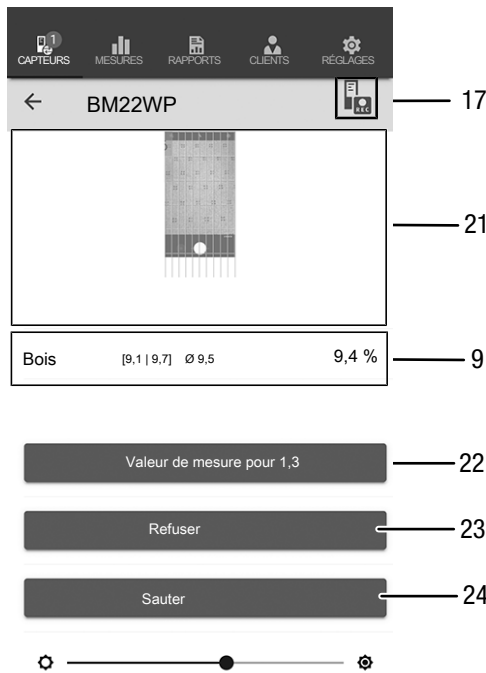 1
CAPTEURS MESURES RAPPORTS CLIENTS RÉGLAGES
BM22WP
17
21
Bois [9,1 | 9,7] Ø 9,5 9,4 %
9
Valeur de mesure pour 1,3
22
Refuser
23
Sauter
24